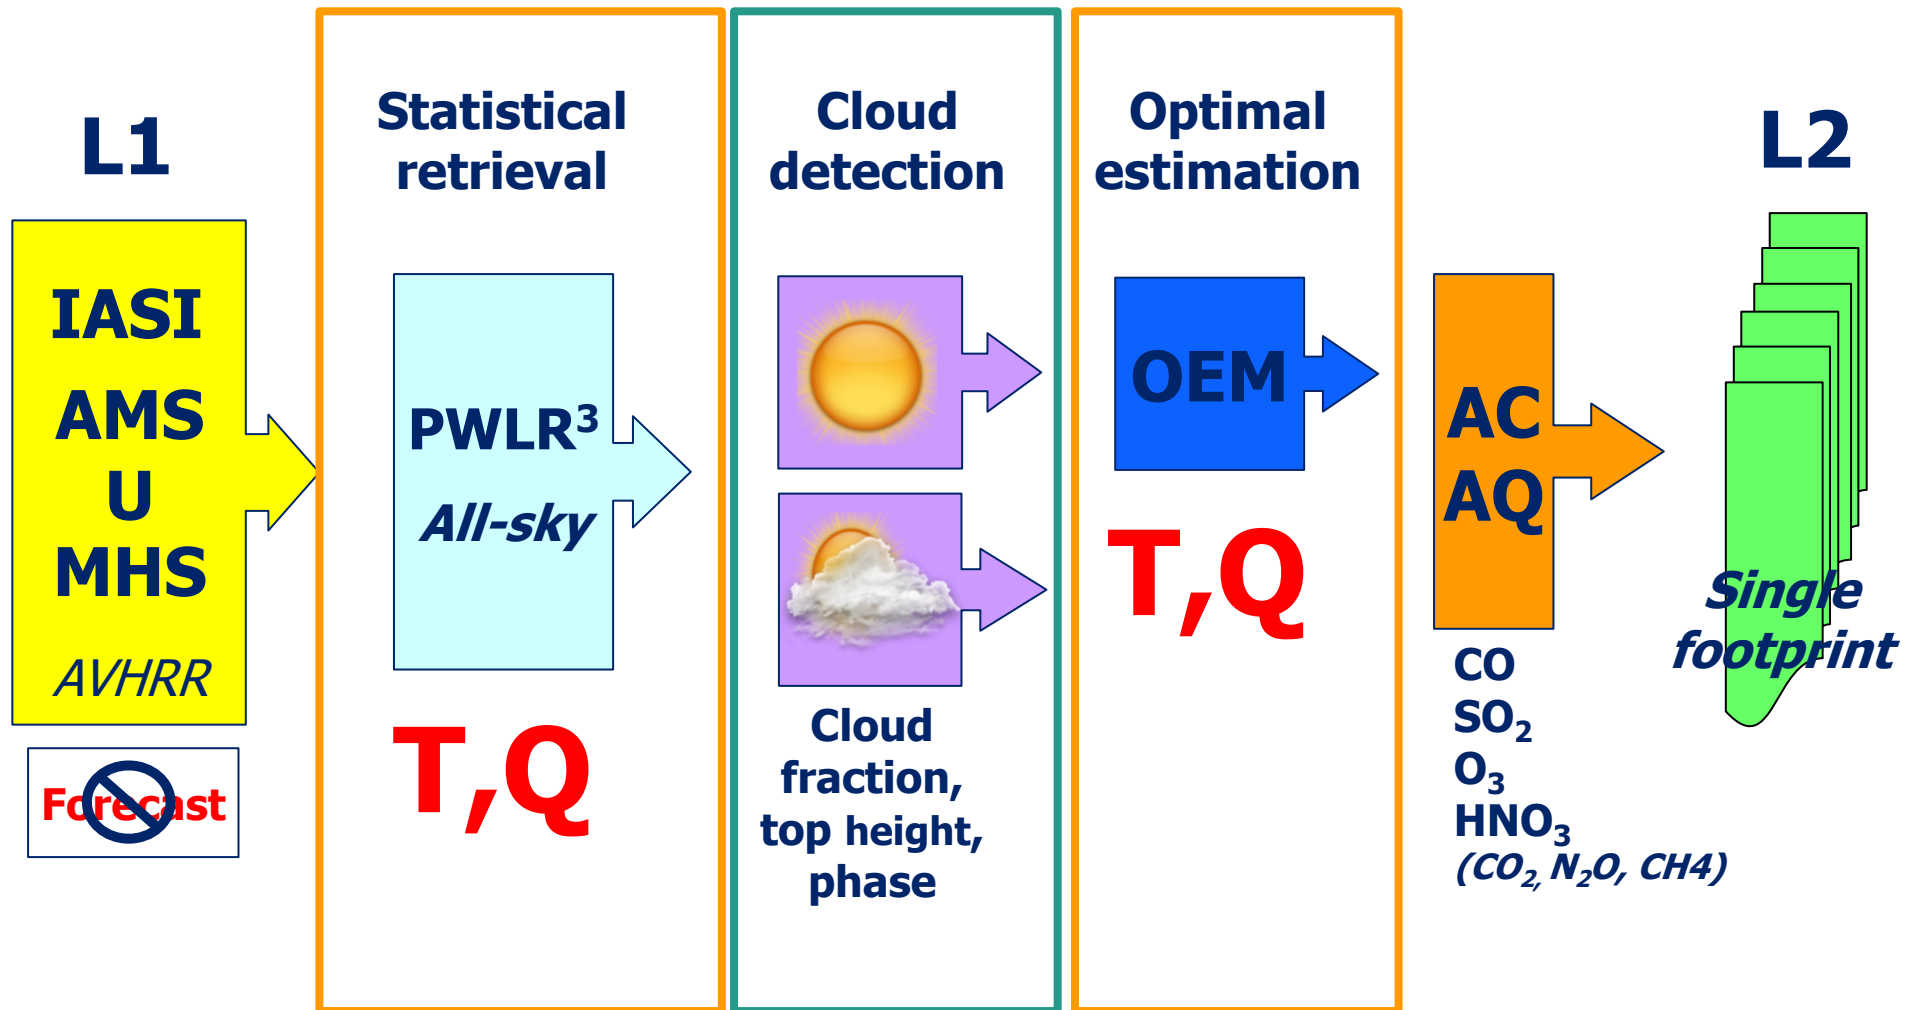 L1
IASI
AMS
U
MHS
AVHRR
Forecast
Statistical
retrieval
PWLR³
All-sky
T,Q
Cloud
detection
Cloud
fraction,
top height,
phase
Optimal
estimation
OEM
T,Q
AC
AQ
CO
SO₂
O₃
HNO₃
(CO₂, N₂O, CH4)
L2
Single
footprint